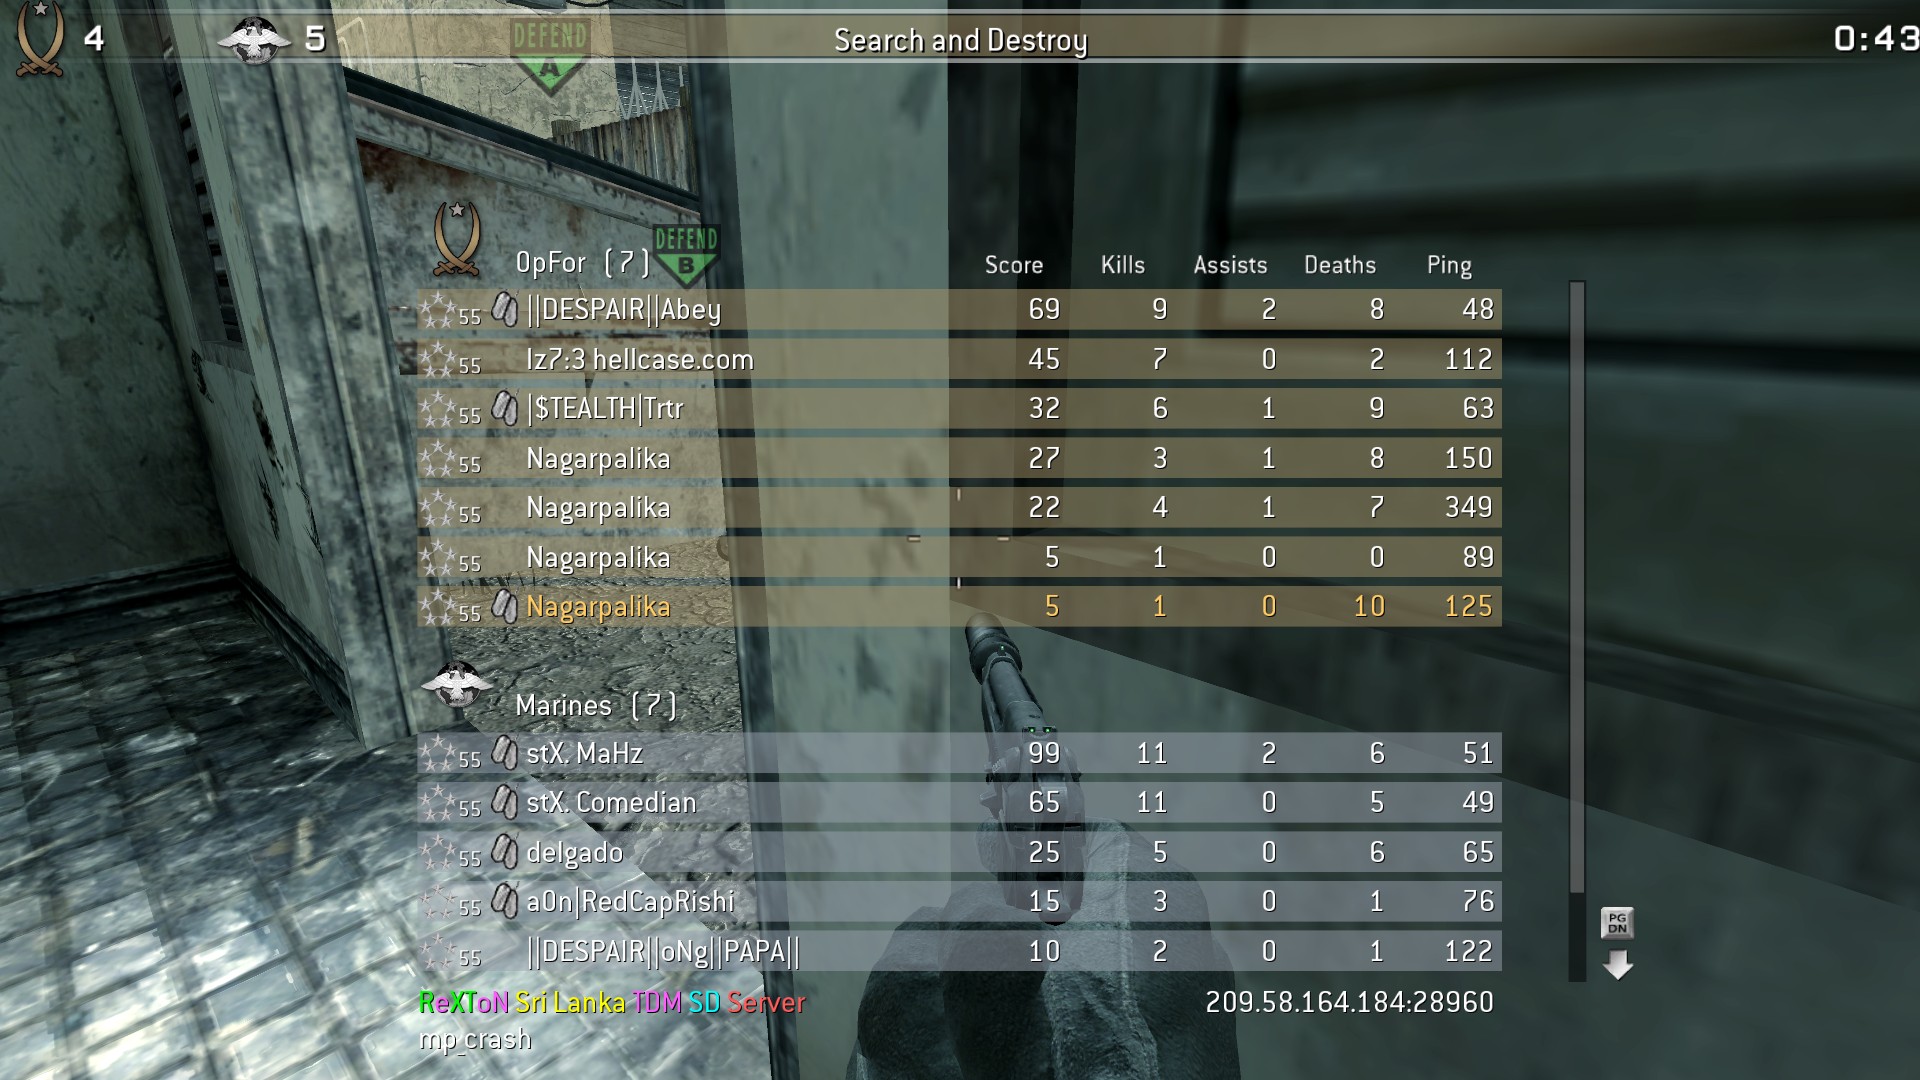 4 5 Search and Destroy 0:43
DEFEND
A
DEFEND
B
OpFor (7) Score Kills Assists Deaths Ping
55 ||DESPAIR||Abey 69 9 2 8 48
55 lz7:3 hellcase.com 45 7 0 2 112
55 |$TEALTH|Trtr 32 6 1 9 63
55 Nagarpalika 27 3 1 8 150
55 Nagarpalika 22 4 1 7 349
55 Nagarpalika 5 1 0 0 89
55 Nagarpalika 5 1 0 10 125
Marines (7)
55 stX. MaHz 99 11 2 6 51
55 stX. Comedian 65 11 0 5 49
55 delgado 25 5 0 6 65
55 a0n|RedCapRishi 15 3 0 1 76
55 ||DESPAIR||oNg||PAPA|| 10 2 0 1 122
PG
DN
ReXToN Sri Lanka TDM SD Server 209.58.164.184:28960
mp_crash